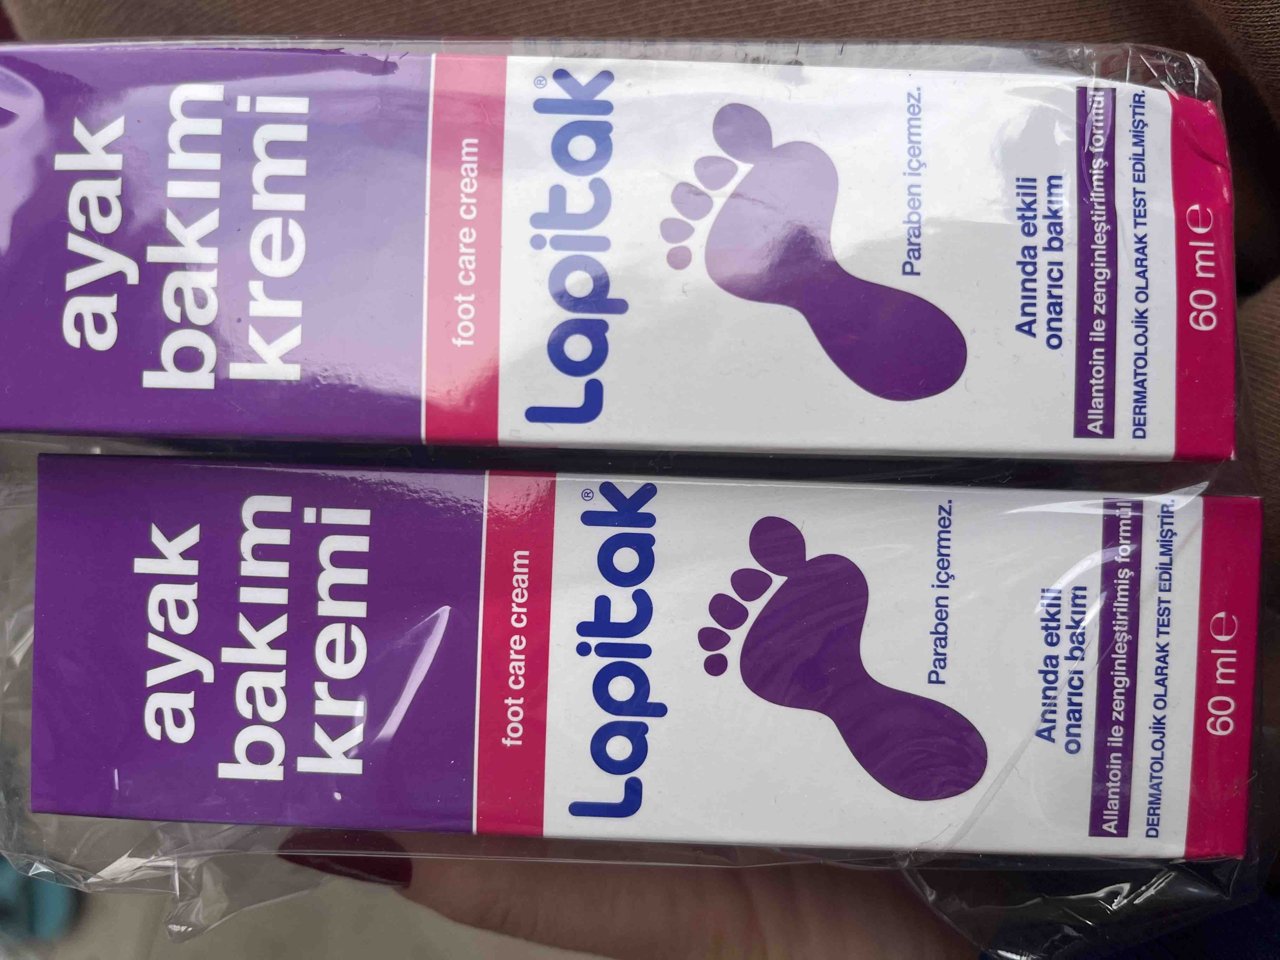 ayak
bakım
kremi
foot care cream
Lapitak®
Paraben içermez.
Anında etkili
onarıcı bakım
Allantoin ile zenginleştirilmiş formül
DERMATOLOJİK OLARAK TEST EDİLMİŞTİR.
60 ml ℮
ayak
bakım
kremi
foot care cream
Lapitak®
Paraben içermez.
Anında etkili
onarıcı bakım
Allantoin ile zenginleştirilmiş formül
DERMATOLOJİK OLARAK TEST EDİLMİŞTİR.
60 ml ℮